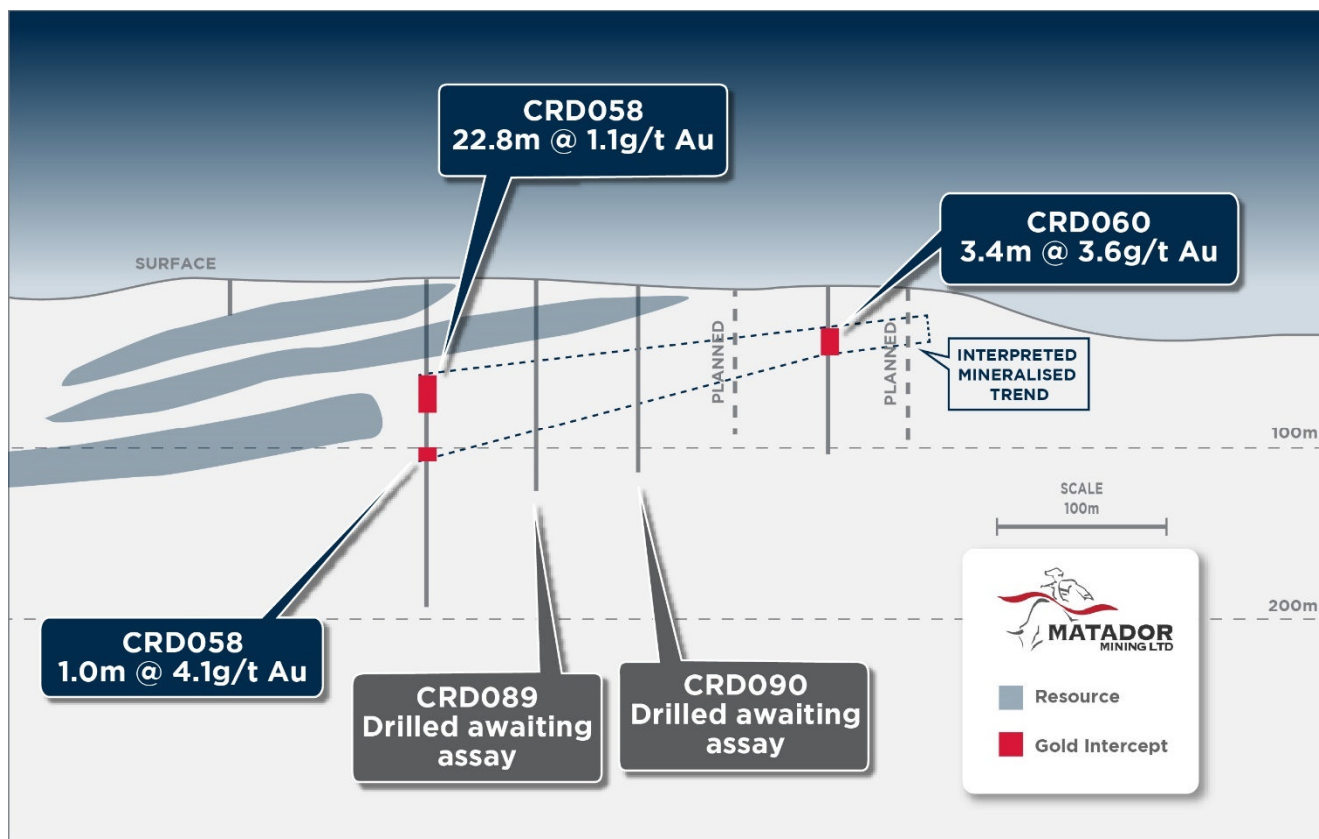 CRD058
22.8m @ 1.1g/t Au
CRD060
3.4m @ 3.6g/t Au
SURFACE
PLANNED
PLANNED
INTERPRETED
MINERALISED
TREND
100m
SCALE
100m
200m
CRD058
1.0m @ 4.1g/t Au
CRD089
Drilled awaiting
assay
CRD090
Drilled awaiting
assay
MATADOR
MINING LTD
Resource
Gold Intercept